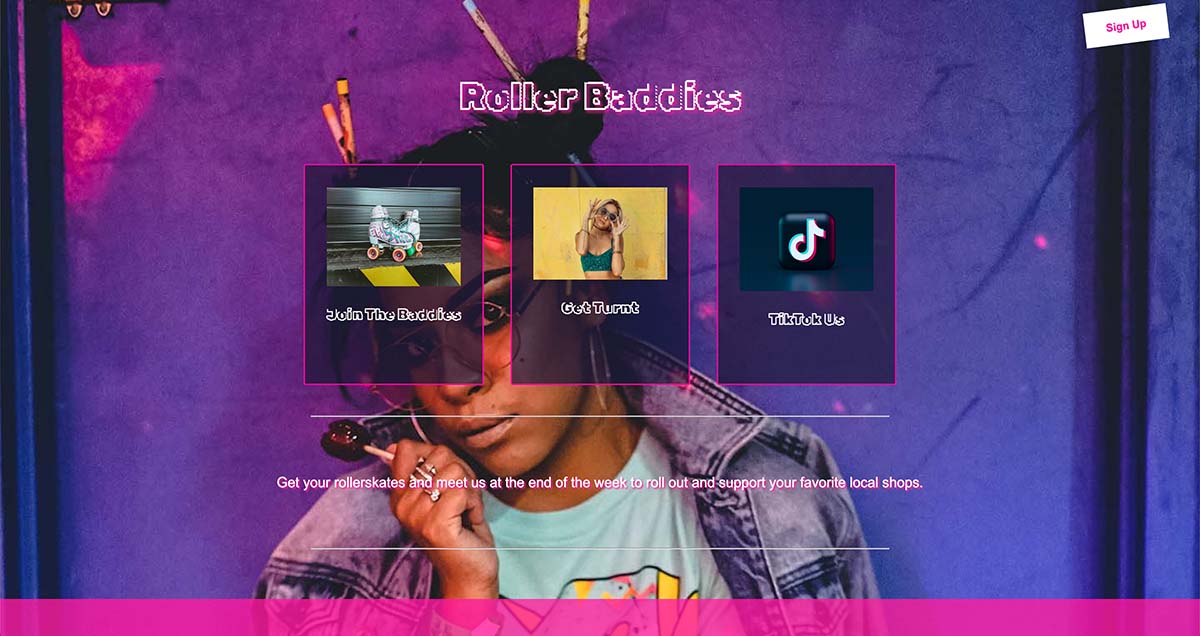 Sign Up
Roller Baddies
Join The Baddies
Get Turnt
TikTok Us
Get your rollerskates and meet us at the end of the week to roll out and support your favorite local shops.